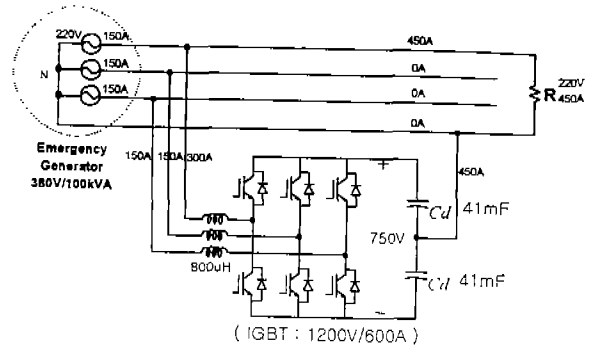 220V 150A 450A
150A 0A
N
150A 0A
R 220V
450A
0A
Emergency
Generator
380V/100kVA
150A 150A 300A
450A
+
Cd 41mF
750V
800uH
Cd 41mF
-
( IGBT : 1200V/600A )